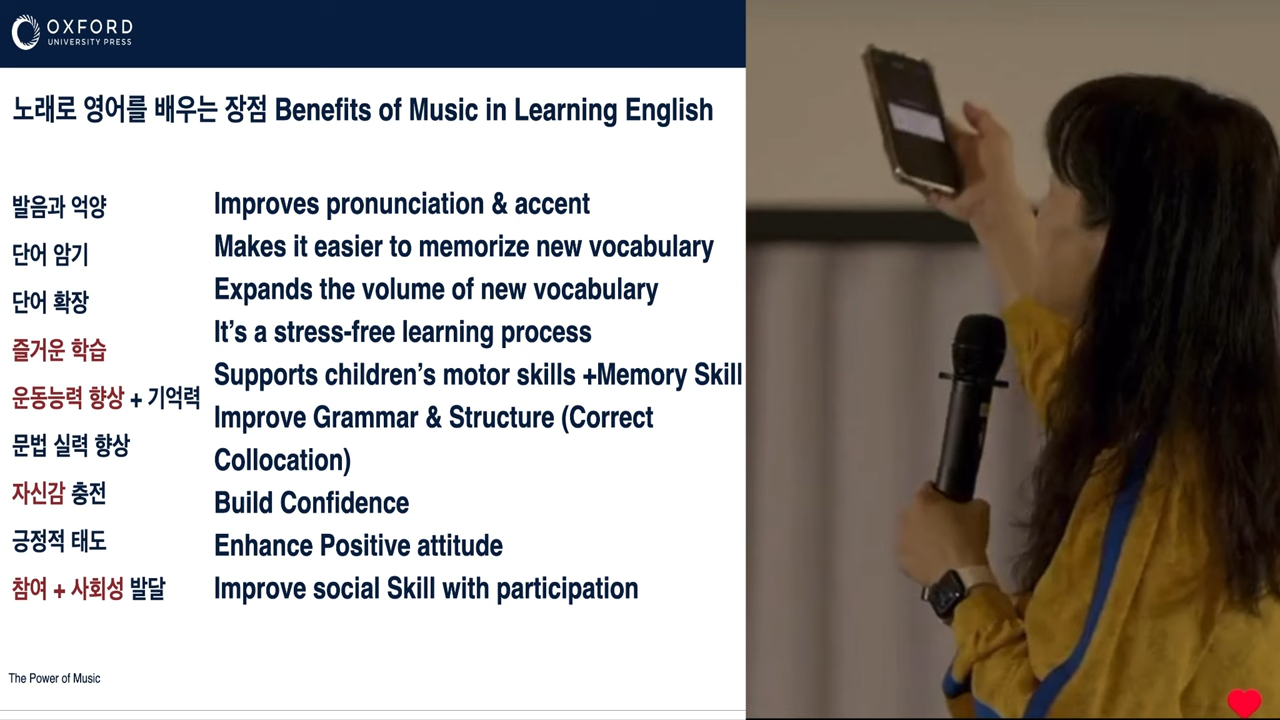 OXFORD
UNIVERSITY PRESS
노래로 영어를 배우는 장점 Benefits of Music in Learning English
발음과 억양
단어 암기
단어 확장
즐거운 학습
운동능력 향상 + 기억력
문법 실력 향상
자신감 충전
긍정적 태도
참여 + 사회성 발달
Improves pronunciation & accent
Makes it easier to memorize new vocabulary
Expands the volume of new vocabulary
It’s a stress-free learning process
Supports children’s motor skills +Memory Skill
Improve Grammar & Structure (Correct
Collocation)
Build Confidence
Enhance Positive attitude
Improve social Skill with participation
The Power of Music